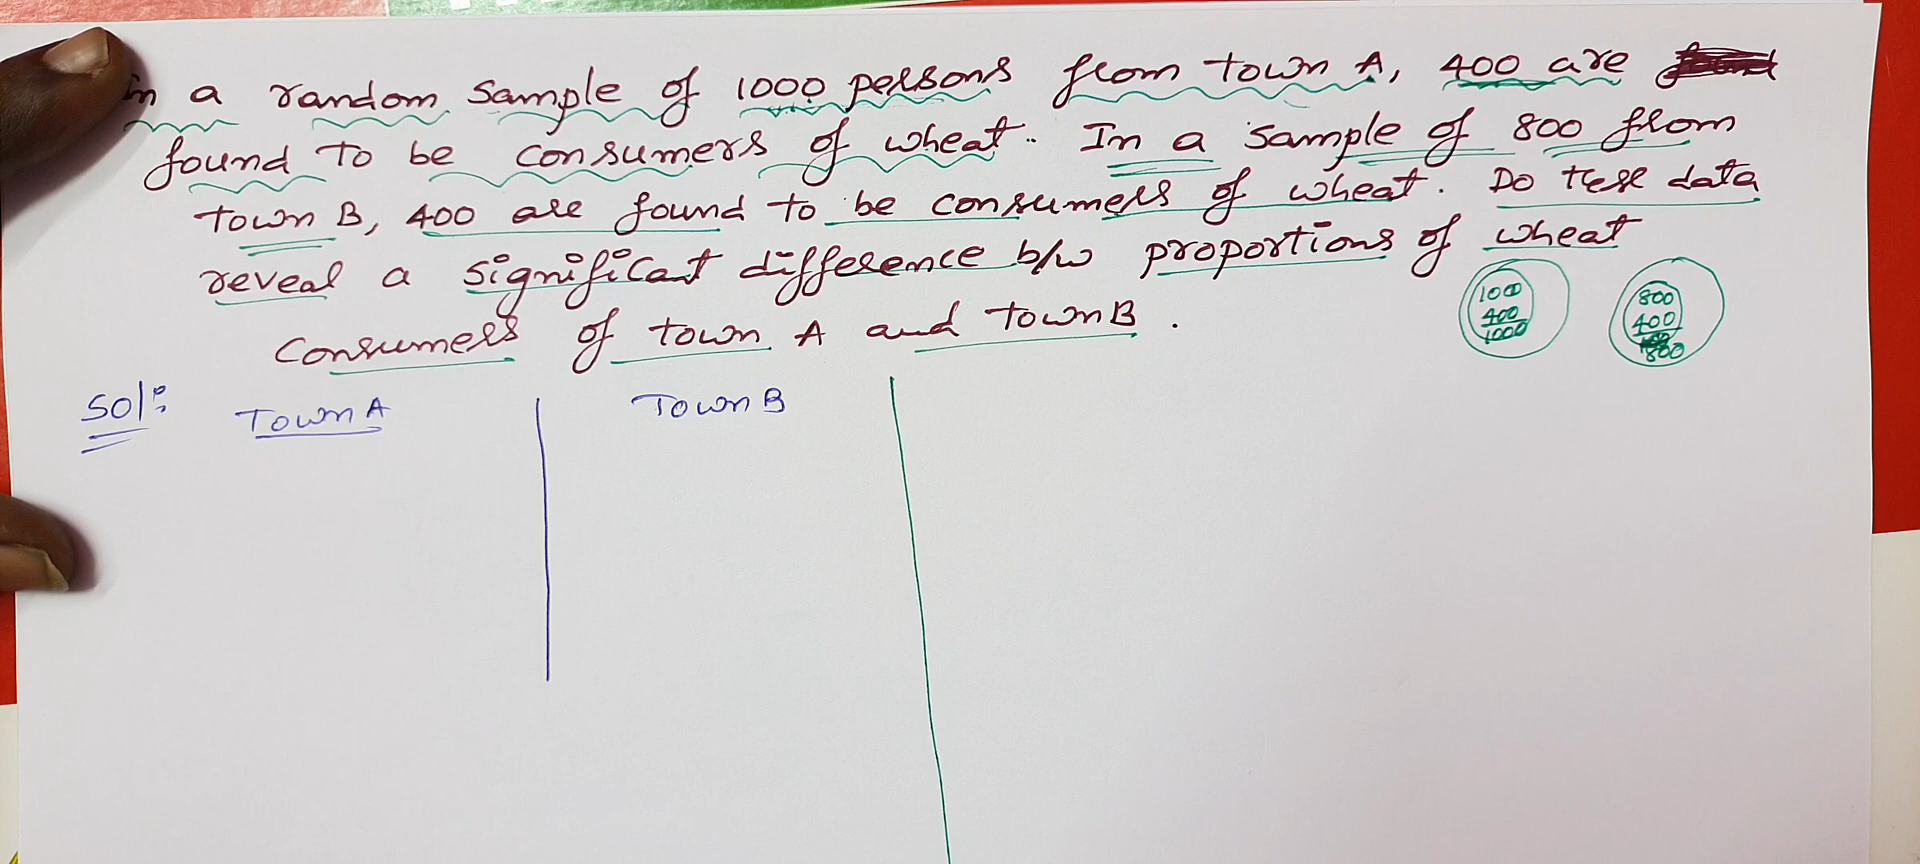 In a random sample of 1000 persons from town A, 400 are
found to be consumers of wheat. In a sample of 800 from
town B, 400 are found to be consumers of wheat. Do these data
reveal a significant difference b/w proportions of wheat
consumers of town A and town B.
1000
400
1000
800
400
800
Sol:
Town A
Town B